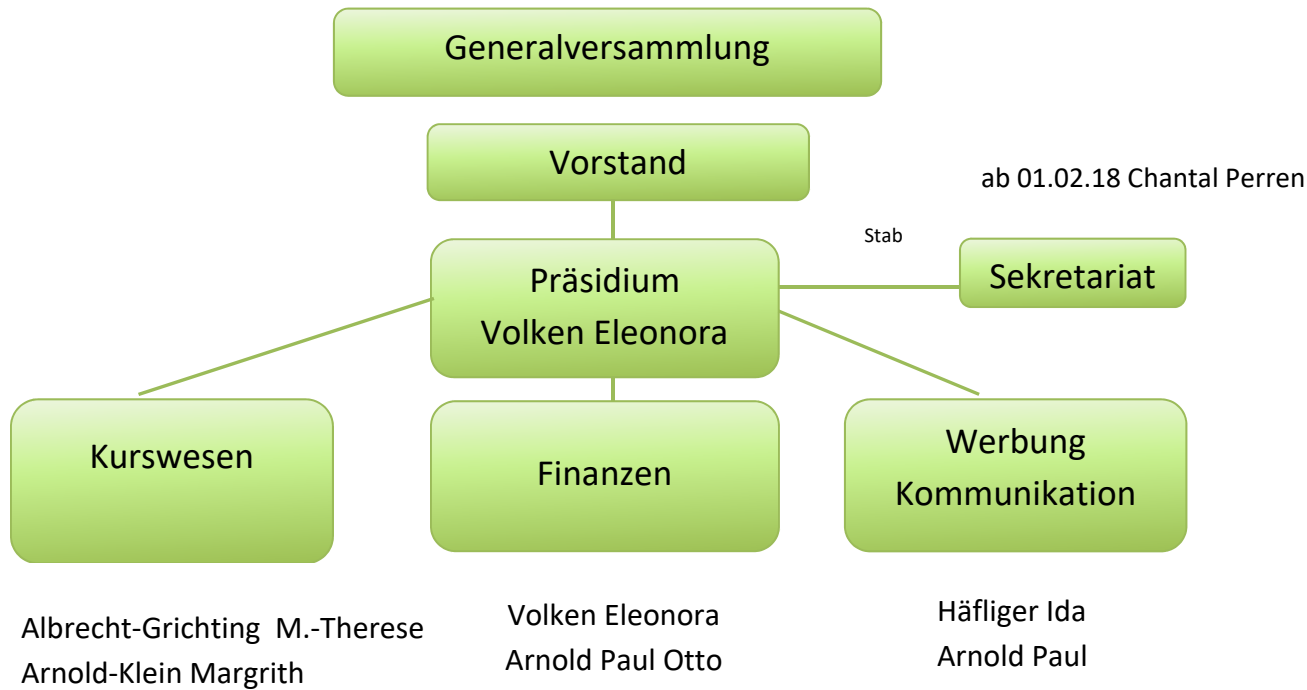 Generalversammlung
Vorstand
ab 01.02.18 Chantal Perren
Stab
Sekretariat
Präsidium
Volken Eleonora
Kurswesen
Finanzen
Werbung
Kommunikation
Albrecht-Grichting M.-Therese
Arnold-Klein Margrith
Volken Eleonora
Arnold Paul Otto
Häfliger Ida
Arnold Paul